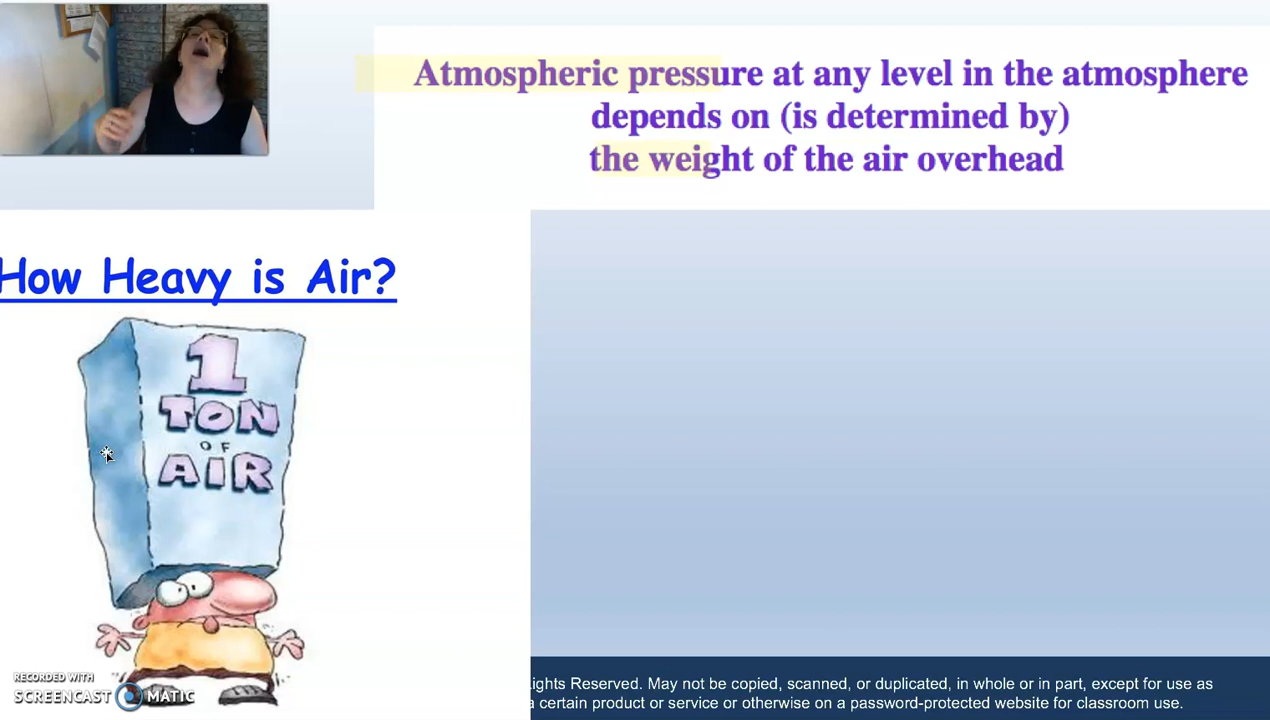 Atmospheric pressure at any level in the atmosphere
depends on (is determined by)
the weight of the air overhead
How Heavy is Air?
1
TON
OF
AIR
RECORDED WITH
SCREENCAST MATIC
Rights Reserved. May not be copied, scanned, or duplicated, in whole or in part, except for use as
a certain product or service or otherwise on a password-protected website for classroom use.